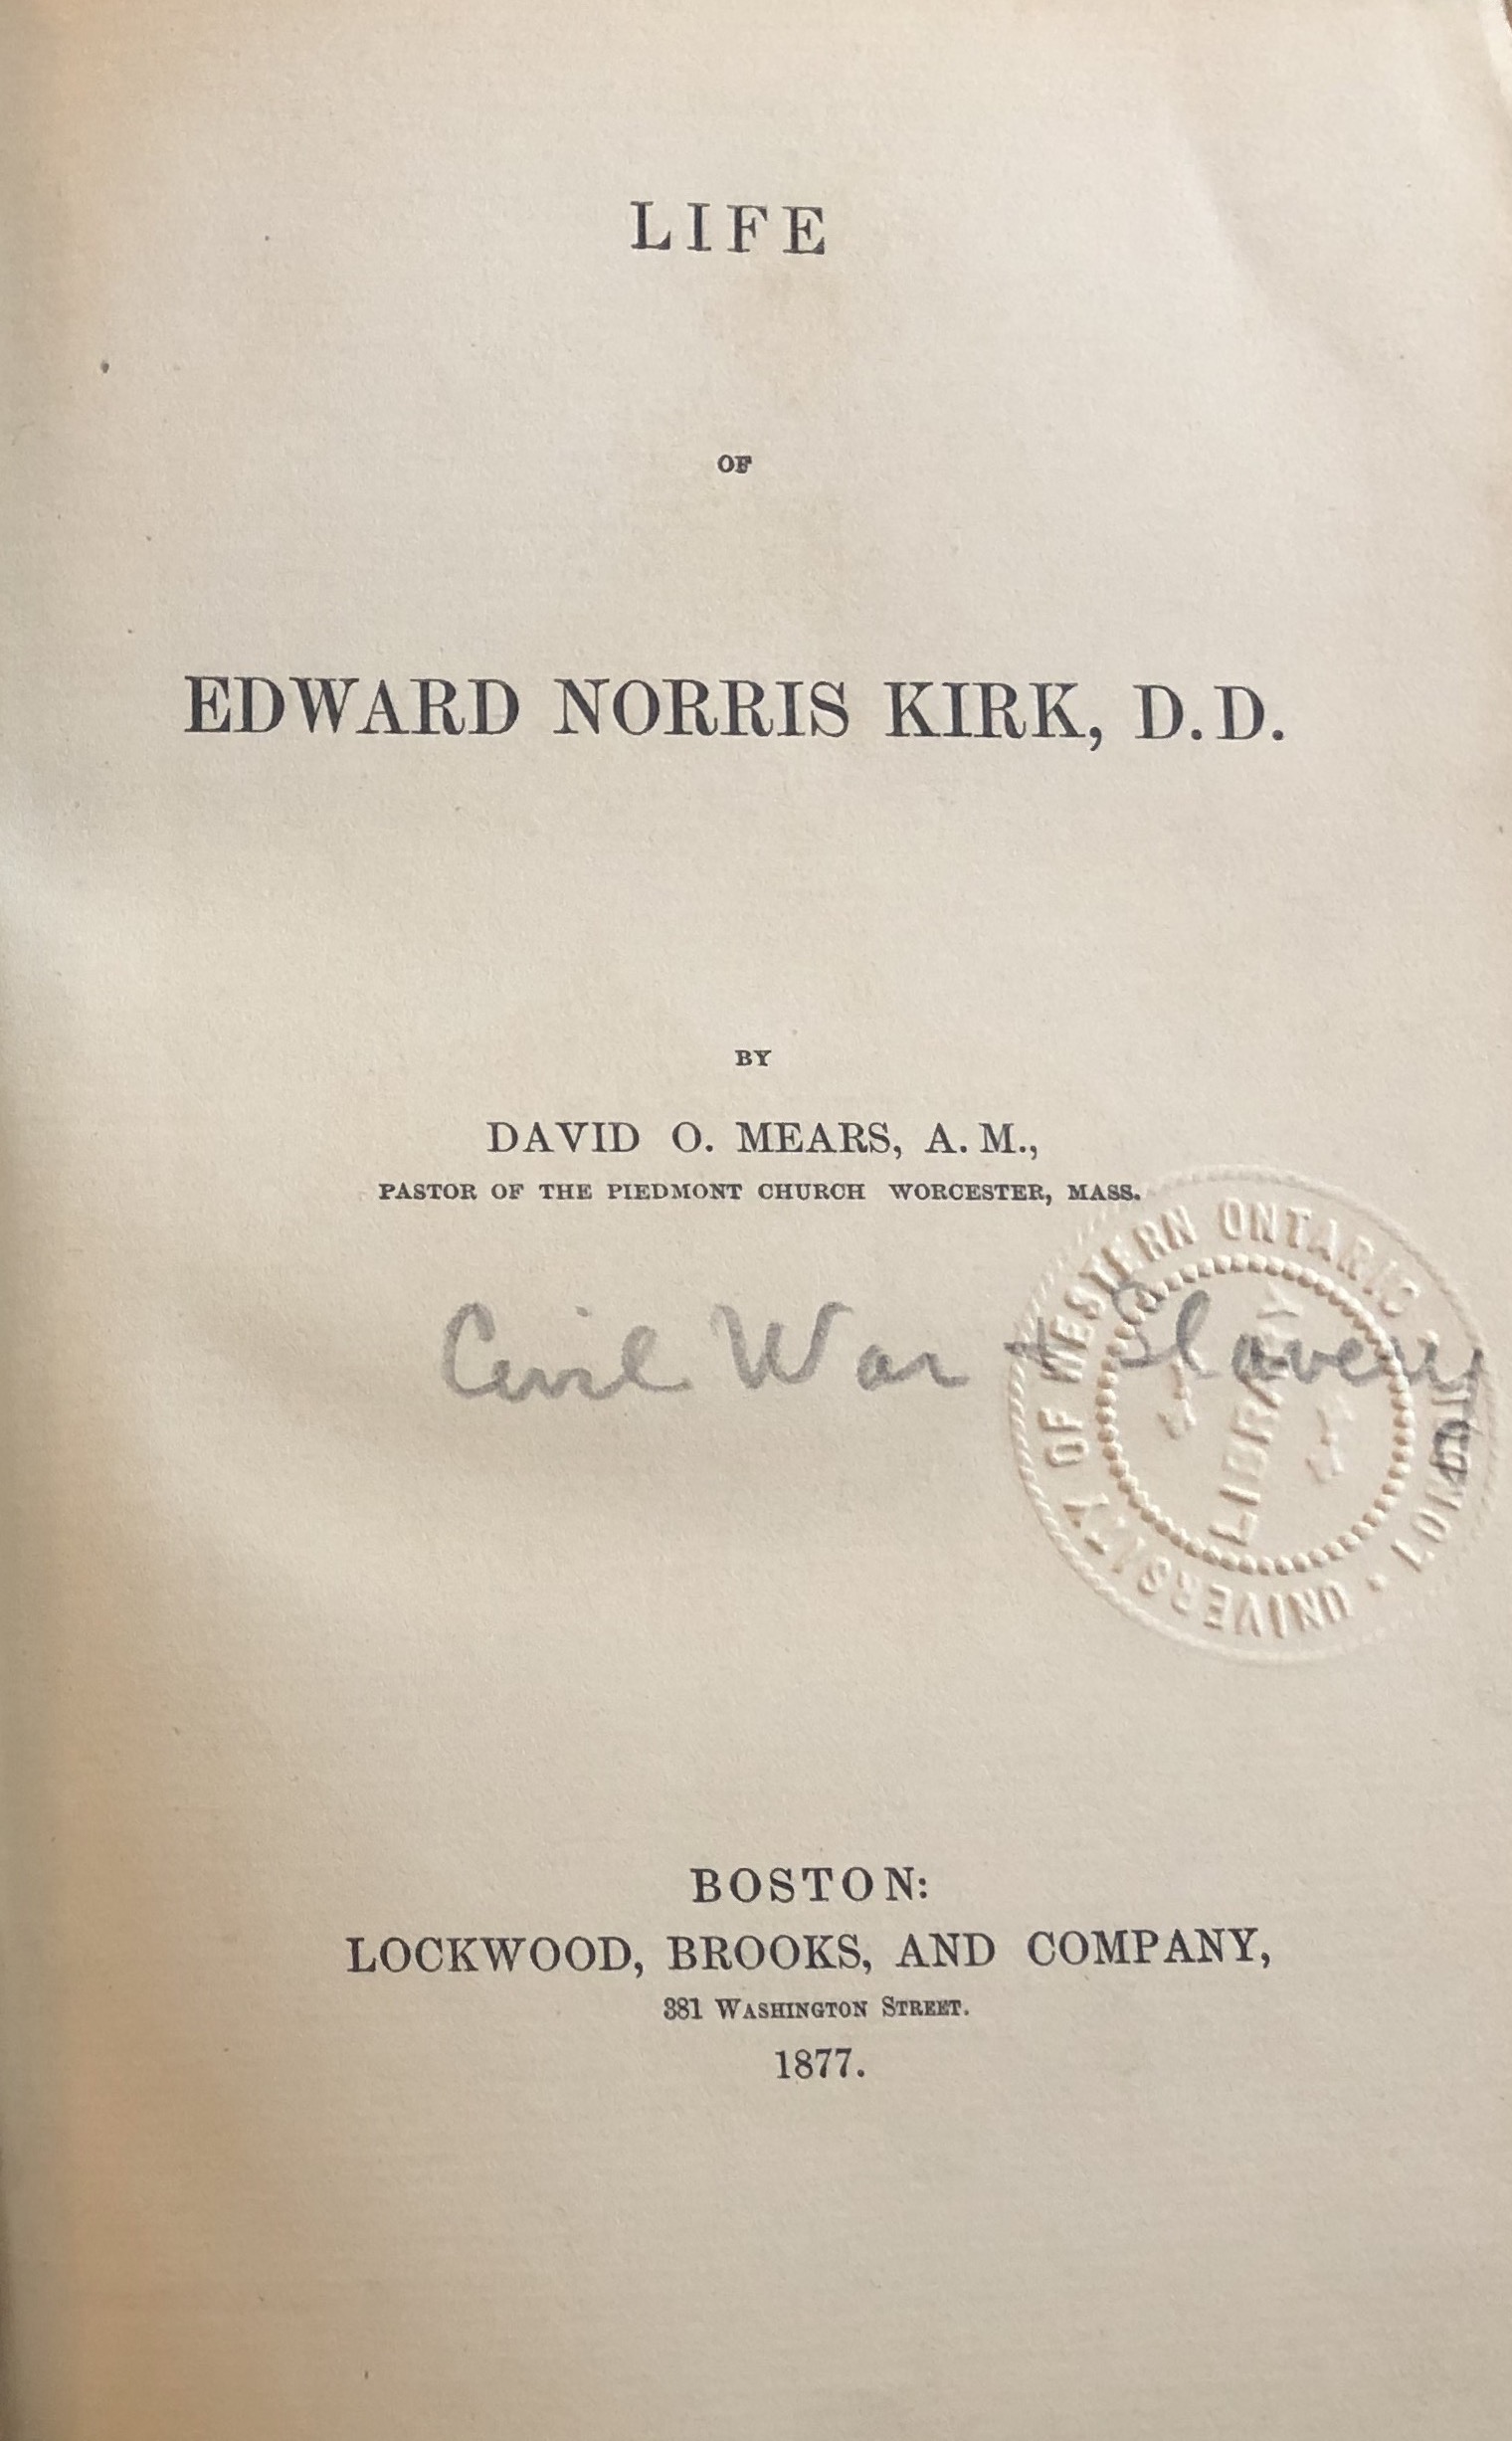 LIFE
OF
EDWARD NORRIS KIRK, D.D.
BY
DAVID O. MEARS, A.M.,
PASTOR OF THE PIEDMONT CHURCH WORCESTER, MASS.
Civil War + Slavery
UNIVERSITY OF WESTERN ONTARIO • LONDON •
LIBRARY
BOSTON:
LOCKWOOD, BROOKS, AND COMPANY,
381 WASHINGTON STREET.
1877.